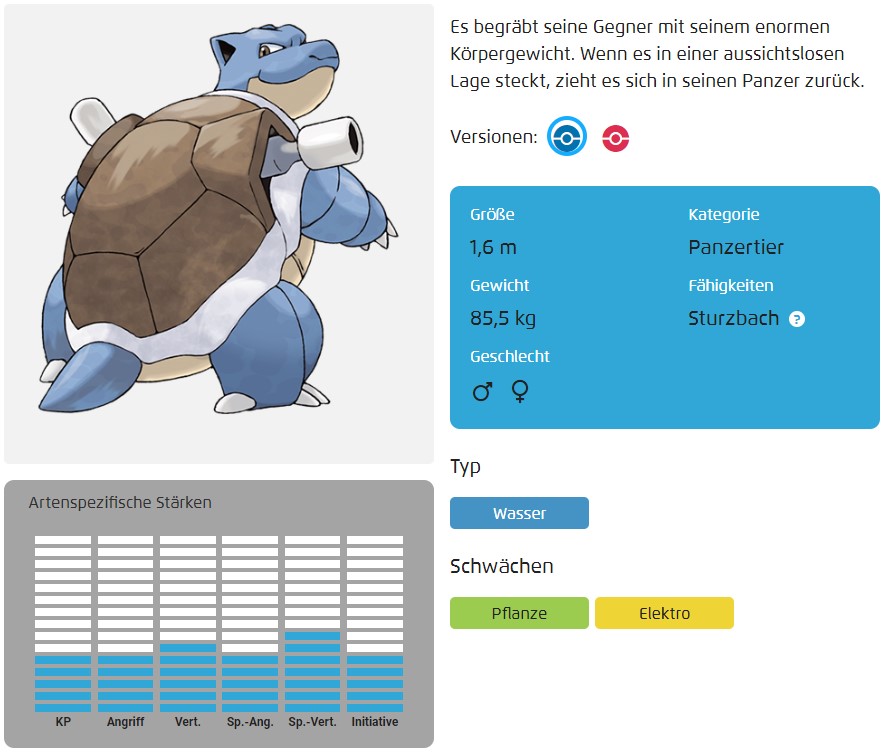 Es begräbt seine Gegner mit seinem enormen
Körpergewicht. Wenn es in einer aussichtslosen
Lage steckt, zieht es sich in seinen Panzer zurück.
Versionen:
Größe
Kategorie
1,6 m
Panzertier
Gewicht
Fähigkeiten
85,5 kg
Sturzbach ?
Geschlecht
♂ ♀
Typ
Wasser
Schwächen
Pflanze
Elektro
Artenspezifische Stärken
KP
Angriff
Vert.
Sp.-Ang.
Sp.-Vert.
Initiative